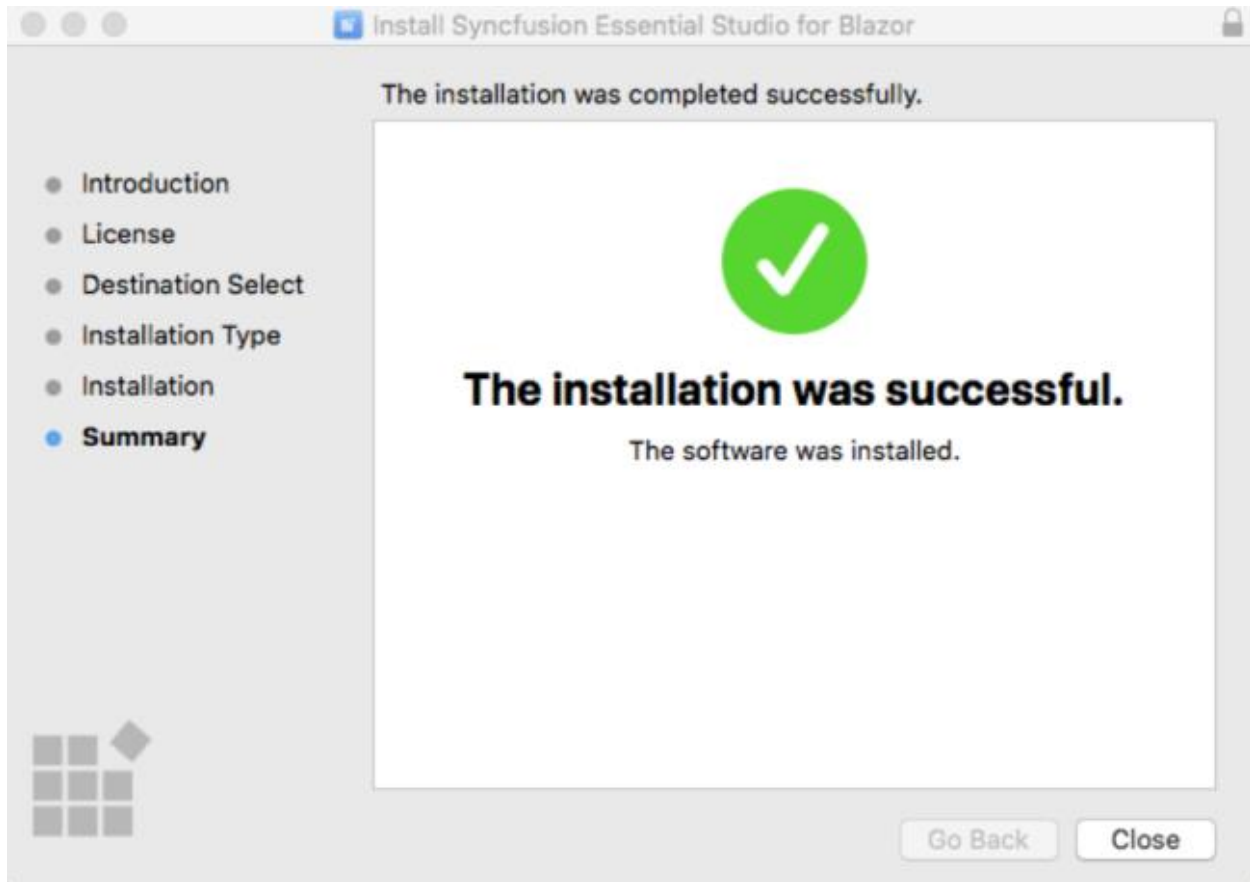 Install Syncfusion Essential Studio for Blazor
The installation was completed successfully.
Introduction
License
Destination Select
Installation Type
Installation
Summary
The installation was successful.
The software was installed.
Go Back
Close